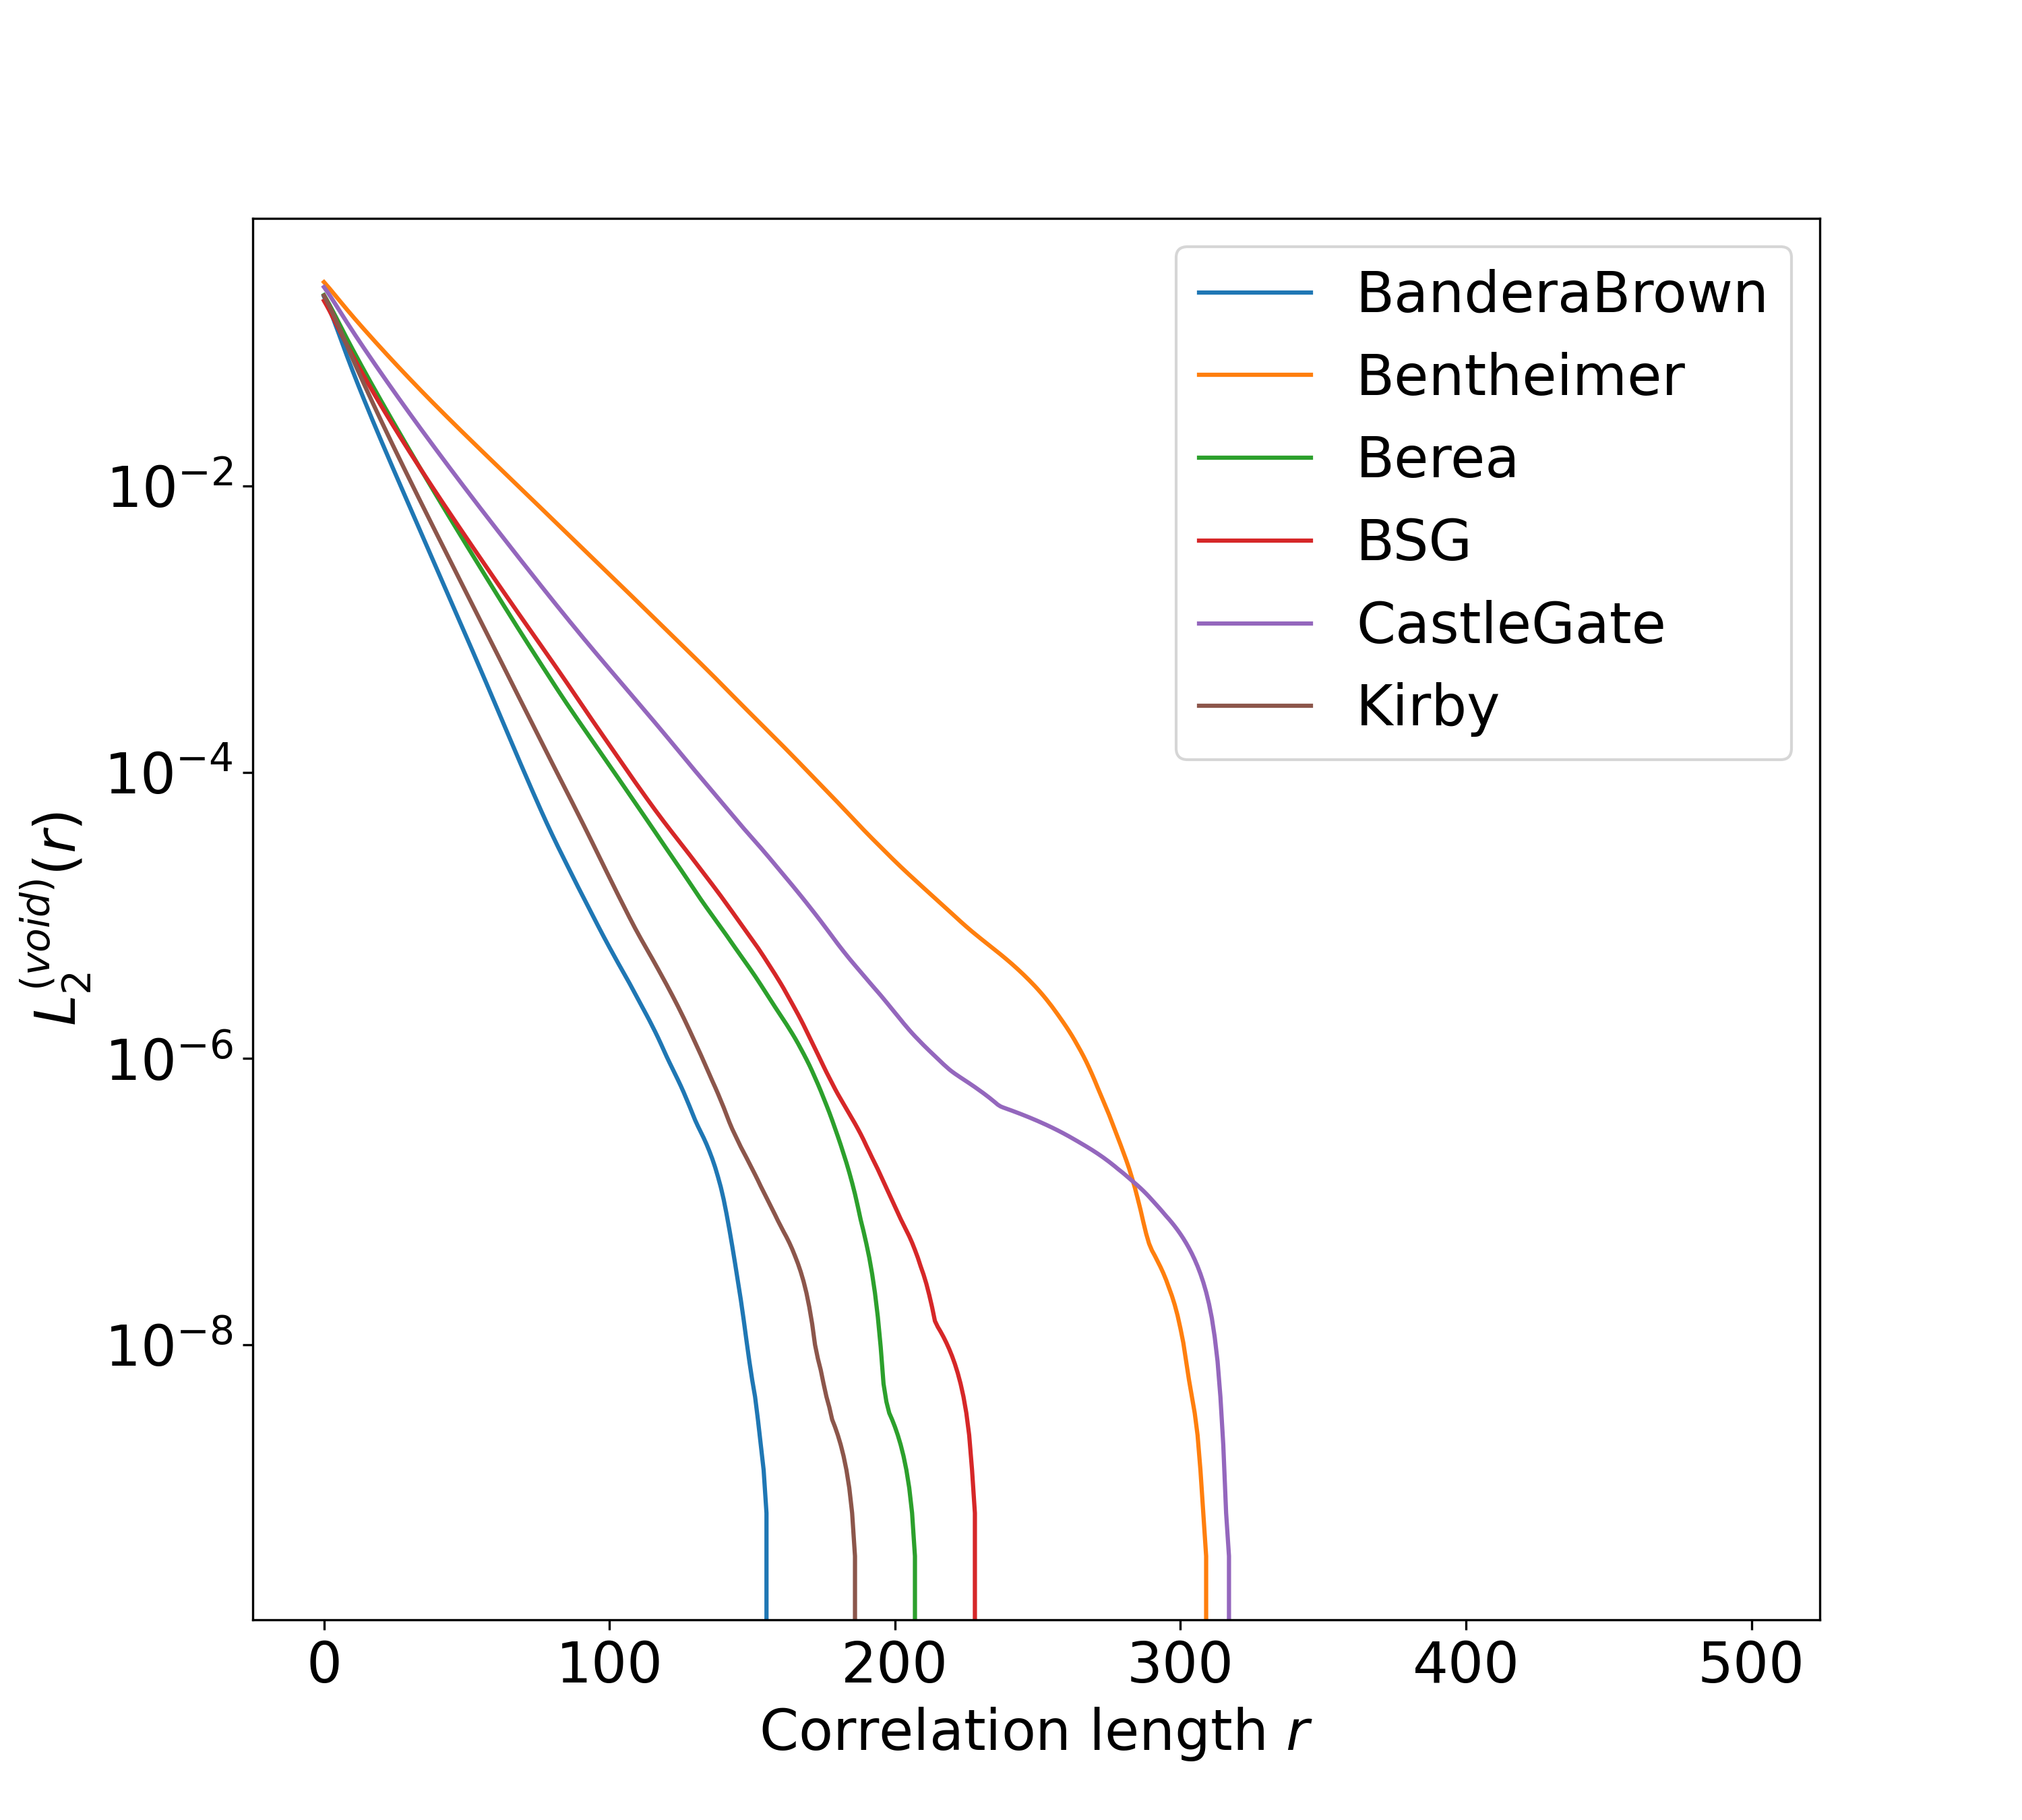 BanderaBrown
Bentheimer
Berea
BSG
CastleGate
Kirby
10⁻²
10⁻⁴
10⁻⁶
10⁻⁸
L₂⁽ᵛᵒⁱᵈ⁾(r)
0 100 200 300 400 500
Correlation length r